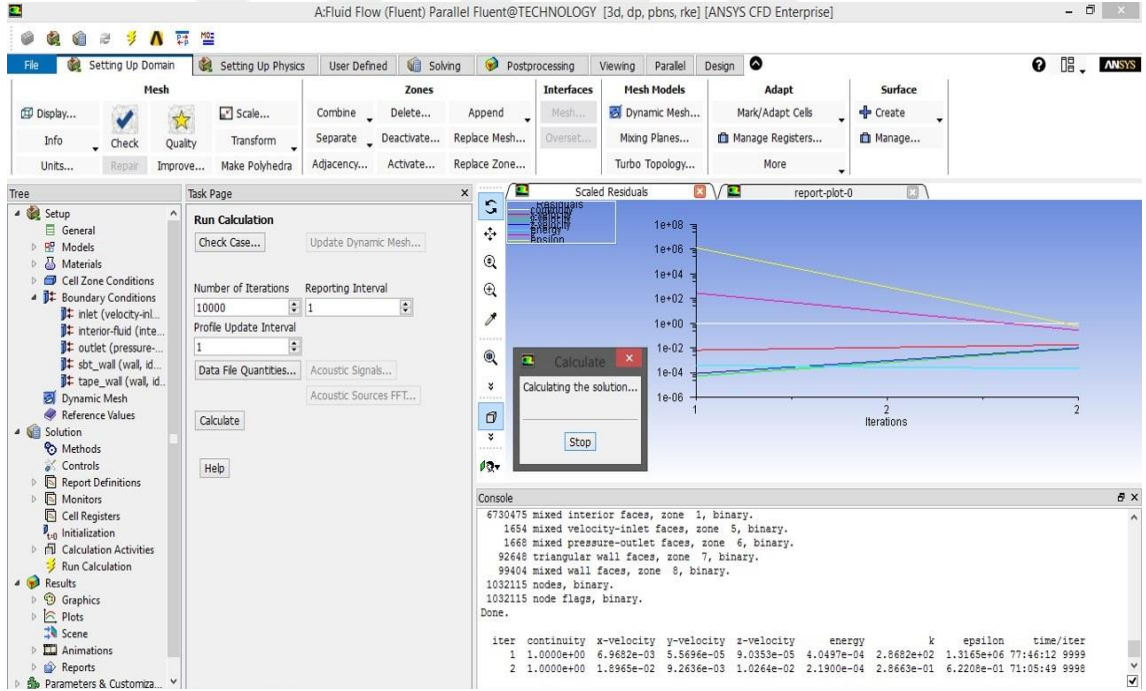 A:Fluid Flow (Fluent) Parallel Fluent@TECHNOLOGY [3d, dp, pbns, rke] [ANSYS CFD Enterprise]
File Setting Up Domain Setting Up Physics User Defined Solving Postprocessing Viewing Parallel Design ANSYS
Mesh Zones Interfaces Mesh Models Adapt Surface
Display... Scale... Combine Delete... Append Mesh... Dynamic Mesh... Mark/Adapt Cells Create
Info Check Quality Transform Separate Deactivate... Replace Mesh... Overset... Mixing Planes... Manage Registers... Manage...
Units... Repair Improve... Make Polyhedra Adjacency... Activate... Replace Zone... Turbo Topology... More
Tree
Setup
General
Models
Materials
Cell Zone Conditions
Boundary Conditions
inlet (velocity-inl...
interior-fluid (inte...
outlet (pressure-...
sbt_wall (wall, id...
tape_wall (wall, id...
Dynamic Mesh
Reference Values
Solution
Methods
Controls
Report Definitions
Monitors
Cell Registers
Initialization
Calculation Activities
Run Calculation
Results
Graphics
Plots
Scene
Animations
Reports
Parameters & Customiza...
Task Page
Run Calculation
Check Case... Update Dynamic Mesh...
Number of Iterations Reporting Interval
10000 1
Profile Update Interval
1
Data File Quantities... Acoustic Signals...
Acoustic Sources FFT...
Calculate
Help
Scaled Residuals report-plot-0
Residuals
energy
epsilon
1e+08
1e+06
1e+04
1e+02
1e+00
1e-02
1e-04
1e-06
1 2 2
Iterations
Calculate
Calculating the solution...
Stop
Console
6730475 mixed interior faces, zone 1, binary.
1654 mixed velocity-inlet faces, zone 5, binary.
1668 mixed pressure-outlet faces, zone 6, binary.
92648 triangular wall faces, zone 7, binary.
99404 mixed wall faces, zone 8, binary.
1032115 nodes, binary.
1032115 node flags, binary.
Done.
iter continuity x-velocity y-velocity z-velocity energy k epsilon time/iter
1 1.0000e+00 6.9682e-03 5.5696e-05 9.0353e-05 4.0497e-04 2.8682e+02 1.3165e+06 77:46:12 9999
2 1.0000e+00 1.8965e-02 9.2636e-03 1.0264e-02 2.1900e-04 2.8663e-01 6.2208e-01 71:05:49 9998